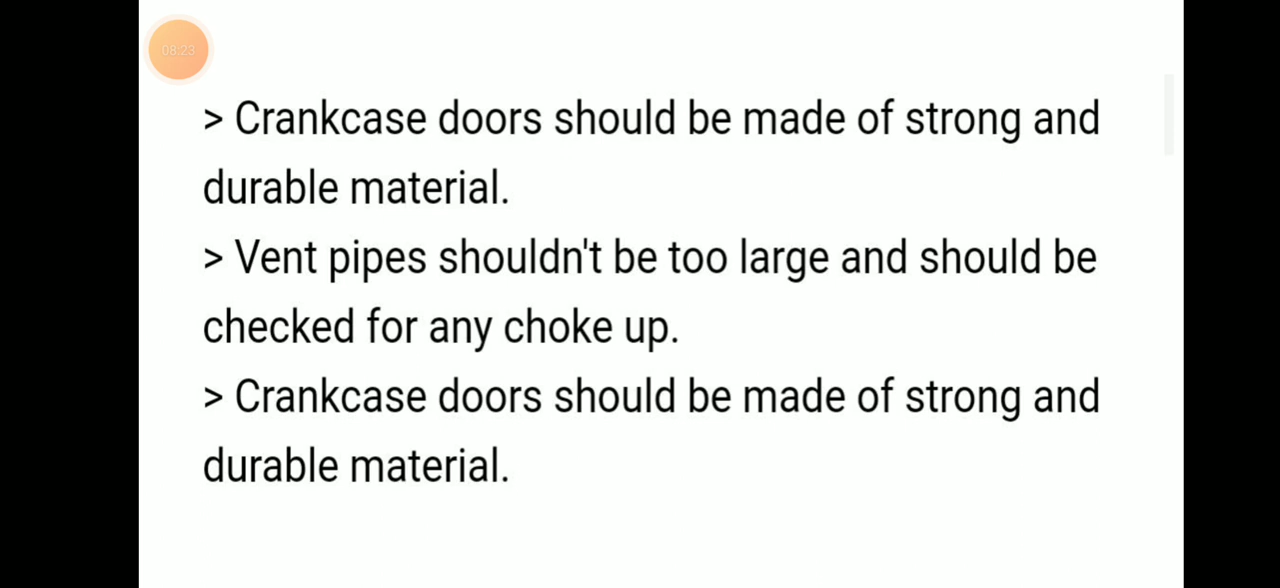 08:23
> Crankcase doors should be made of strong and
durable material.
> Vent pipes shouldn't be too large and should be
checked for any choke up.
> Crankcase doors should be made of strong and
durable material.